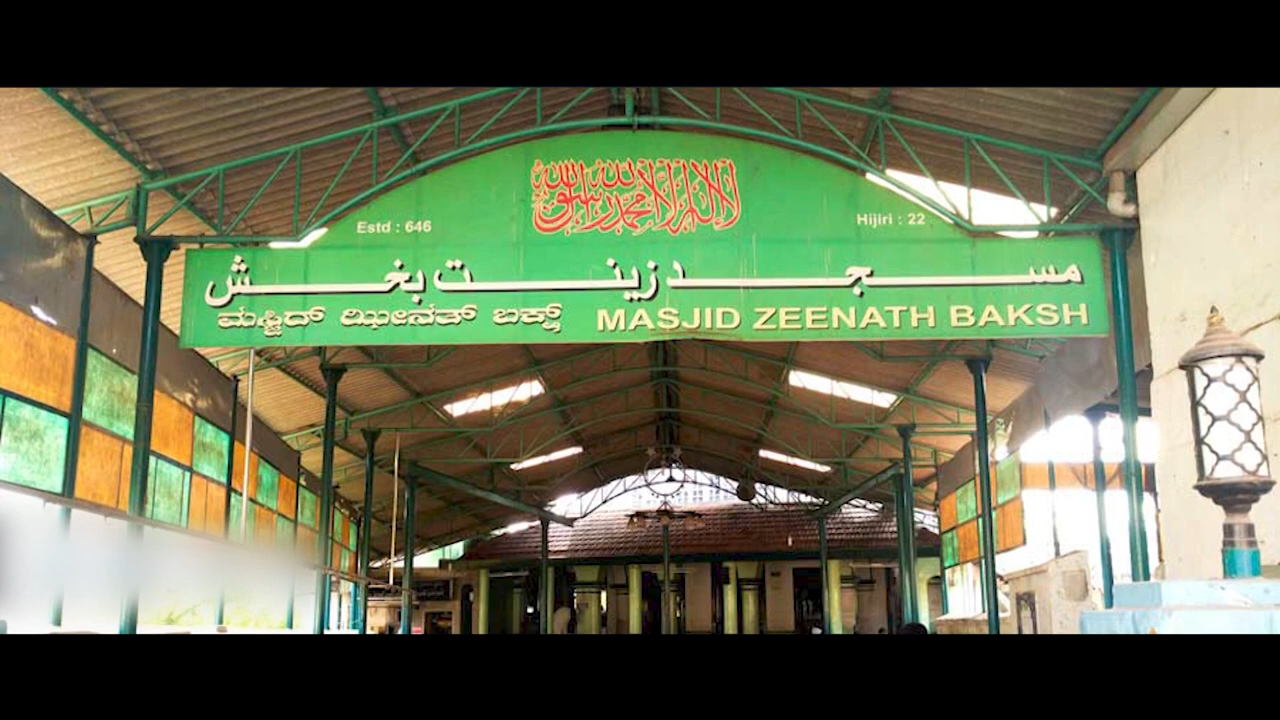 لا إله إلا الله محمد رسول الله
Estd : 646
Hijiri : 22
مسجد زينت بخش
ಮಸ್ಜಿದ್ ಝೀನತ್ ಬಕ್ಷ್
MASJID ZEENATH BAKSH